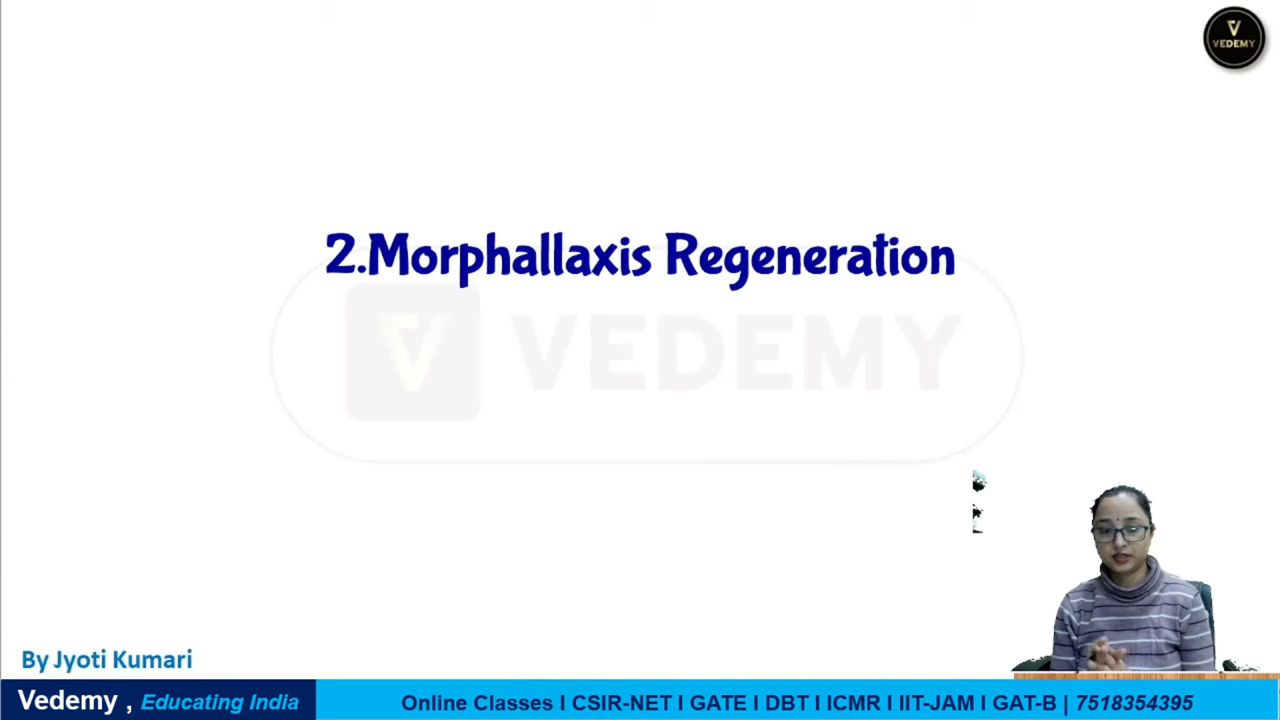 VEDEMY
2.Morphallaxis Regeneration
VEDEMY
By Jyoti Kumari
Vedemy , Educating India
Online Classes I CSIR-NET I GATE I DBT I ICMR I IIT-JAM I GAT-B | 7518354395